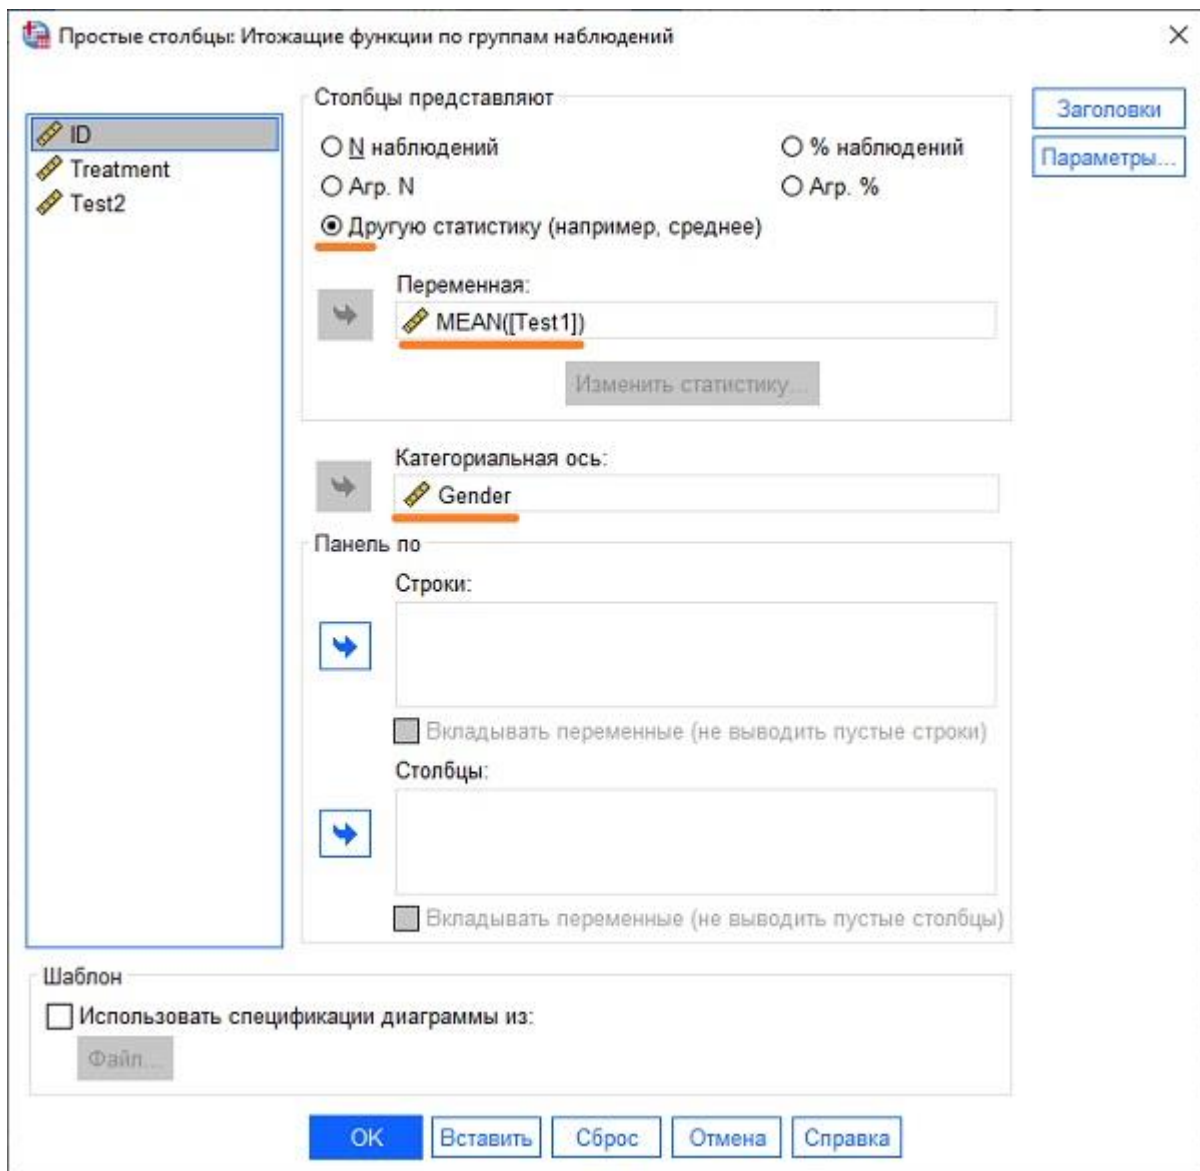 Простые столбцы: Итожащие функции по группам наблюдений
ID
Treatment
Test2
Столбцы представляют
N наблюдений
% наблюдений
Агр. N
Агр. %
Другую статистику (например, среднее)
Переменная:
MEAN([Test1])
Изменить статистику...
Категориальная ось:
Gender
Панель по
Строки:
Вкладывать переменные (не выводить пустые строки)
Столбцы:
Вкладывать переменные (не выводить пустые столбцы)
Заголовки
Параметры...
Шаблон
Использовать спецификации диаграммы из:
Файл...
OK
Вставить
Сброс
Отмена
Справка